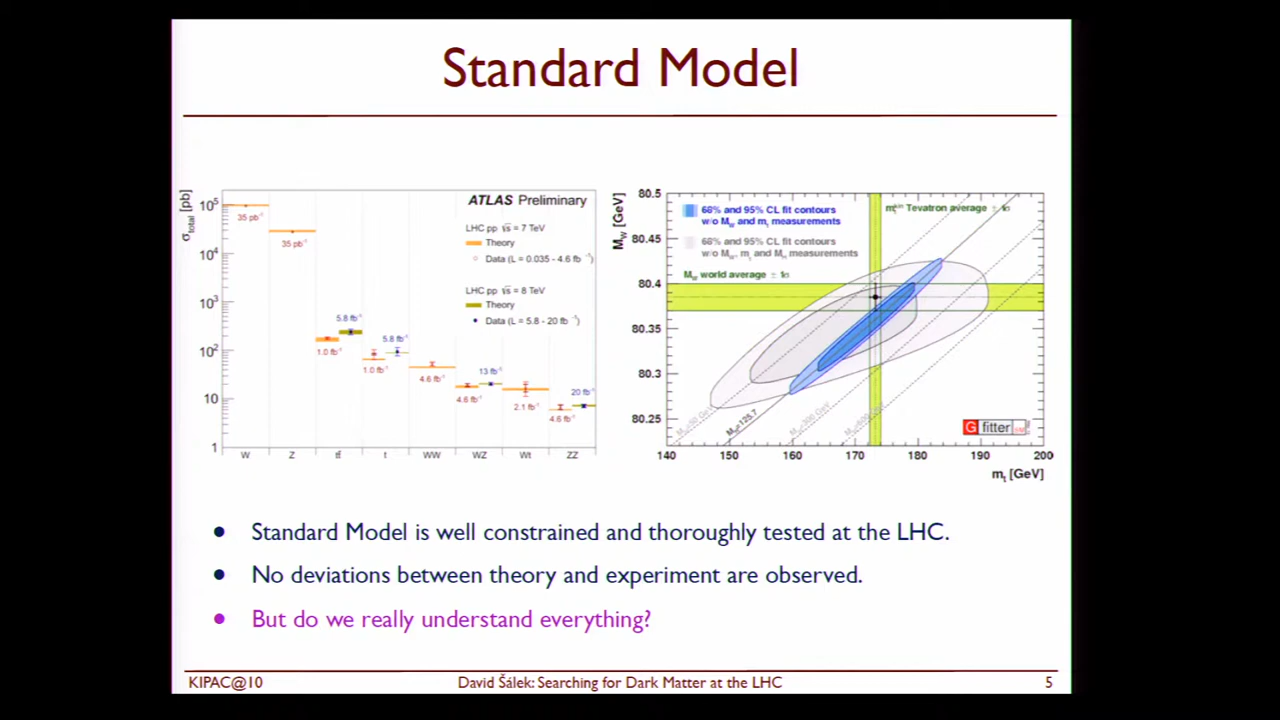 Standard Model
σtotal [pb]
10⁵
10⁴
10³
10²
10
1
ATLAS Preliminary
LHC pp √s = 7 TeV
Theory
Data (L = 0.035 - 4.6 fb⁻¹)
LHC pp √s = 8 TeV
Theory
Data (L = 5.8 - 20 fb⁻¹)
35 pb⁻¹
35 pb⁻¹
5.8 fb⁻¹
1.0 fb⁻¹
5.8 fb⁻¹
1.0 fb⁻¹
4.6 fb⁻¹
13 fb⁻¹
4.6 fb⁻¹
2.1 fb⁻¹
20 fb⁻¹
4.6 fb⁻¹
W Z tt̄ t WW WZ Wt ZZ
M_W [GeV]
80.5
80.45
80.4
80.35
80.3
80.25
68% and 95% CL fit contours
w/o M_W and m_t measurements
68% and 95% CL fit contours
w/o M_W, m_t and M_H measurements
M_W world average ± 1σ
Tevatron average ± 1σ
G fitter
140 150 160 170 180 190 200
m_t [GeV]
• Standard Model is well constrained and thoroughly tested at the LHC.
• No deviations between theory and experiment are observed.
• But do we really understand everything?
KIPAC@10 David Šálek: Searching for Dark Matter at the LHC 5